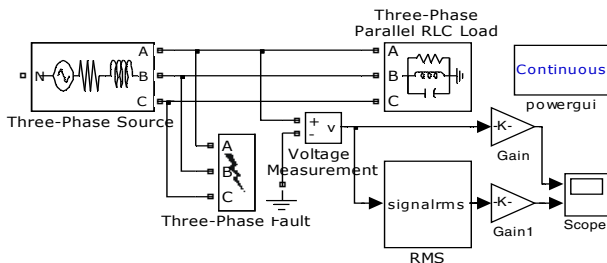 Three-Phase
Parallel RLC Load
A
B
C
N
A
B
C
Three-Phase Source
Continuous
powergui
A
B
C
Three-Phase Fault
+
-
v
Voltage
Measurement
-K-
Gain
signalrms
RMS
-K-
Gain1
Scope